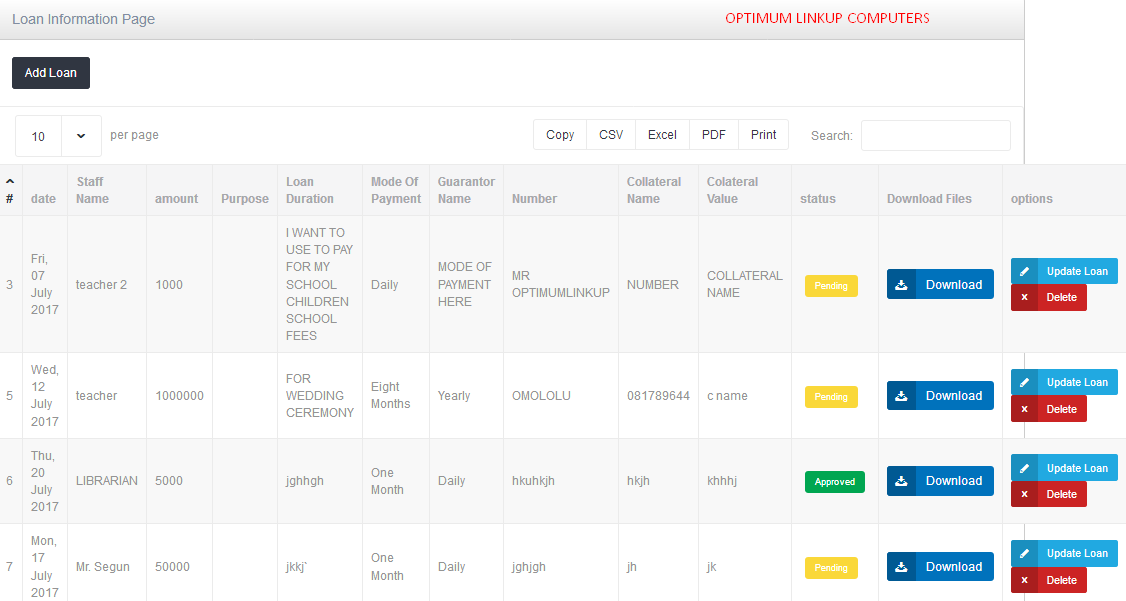 Loan Information Page
OPTIMUM LINKUP COMPUTERS
Add Loan
10 per page
Copy CSV Excel PDF Print Search:
# date Staff Name amount Purpose Loan Duration Mode Of Payment Guarantor Name Number Collateral Name Colateral Value status Download Files options
3 Fri, 07 July 2017 teacher 2 1000 I WANT TO USE TO PAY FOR MY SCHOOL CHILDREN SCHOOL FEES Daily MODE OF PAYMENT HERE MR OPTIMUMLINKUP NUMBER COLLATERAL NAME Pending Download Update Loan
x Delete
5 Wed, 12 July 2017 teacher 1000000 FOR WEDDING CEREMONY Eight Months Yearly OMOLOLU 081789644 c name Pending Download Update Loan
x Delete
6 Thu, 20 July 2017 LIBRARIAN 5000 jghhgh One Month Daily hkuhkjh hkjh khhhj Approved Download Update Loan
x Delete
7 Mon, 17 July 2017 Mr. Segun 50000 jkkj` One Month Daily jghjgh jh jk Pending Download Update Loan
x Delete